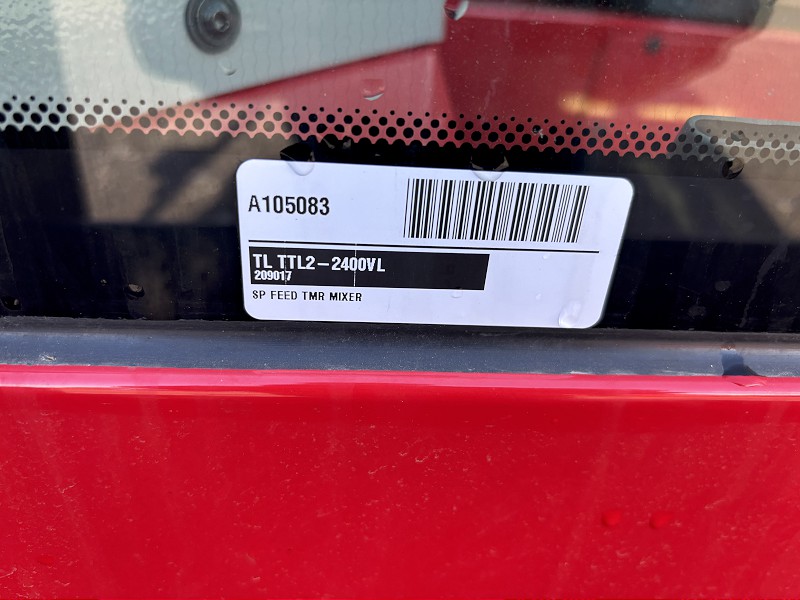 A105083
TL TTL2-2400VL
209017
SP FEED TMR MIXER